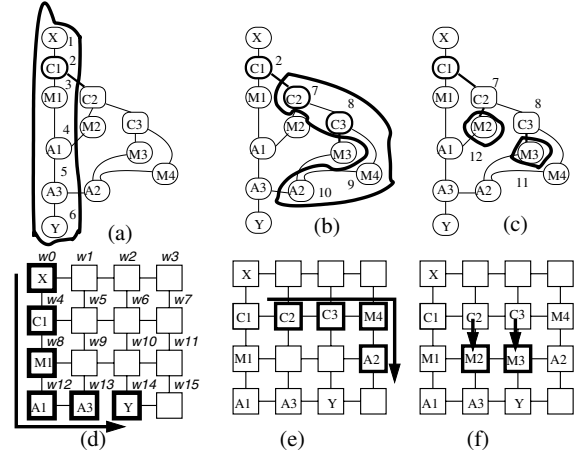 X 1
C1 2
3
M1
C2
C3
4 M2
A1
M3
M4
5
A3 A2
6
Y
(a)
X
2
C1
7
M1 C2
8
C3
M2
A1
M3
M4
9
A3 A2
10
Y
(b)
X
C1
7
M1 C2
8
C3
M2
A1 12
M3
M4
11
A3 A2
Y
(c)
w0 w1 w2 w3
X
w4 w5 w6 w7
C1
w8 w9 w10 w11
M1
w12 w13 w14 w15
A1 A3 Y
(d)
X
C1 C2 C3 M4
M1 A2
A1 A3 Y
(e)
X
C1 C2 C3 M4
M1 M2 M3 A2
A1 A3 Y
(f)